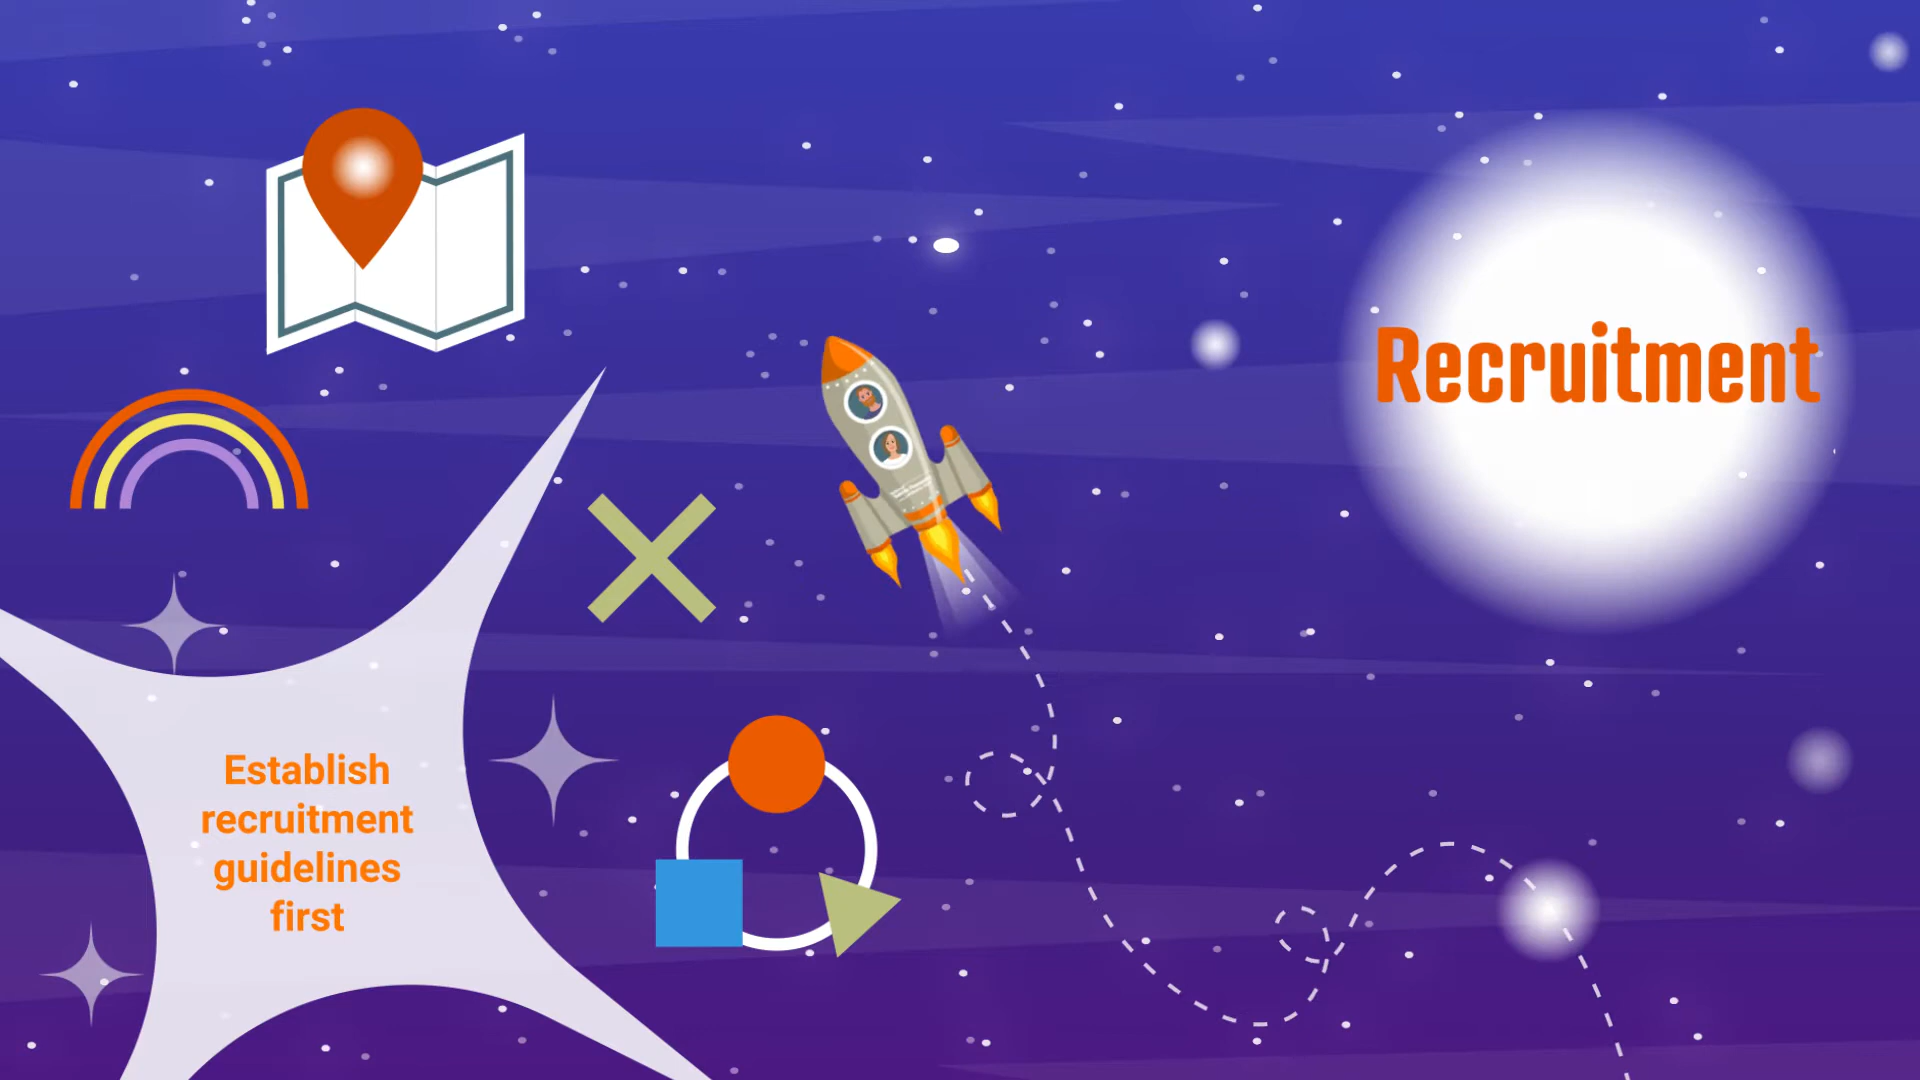 Recruitment
Establish
recruitment
guidelines
first